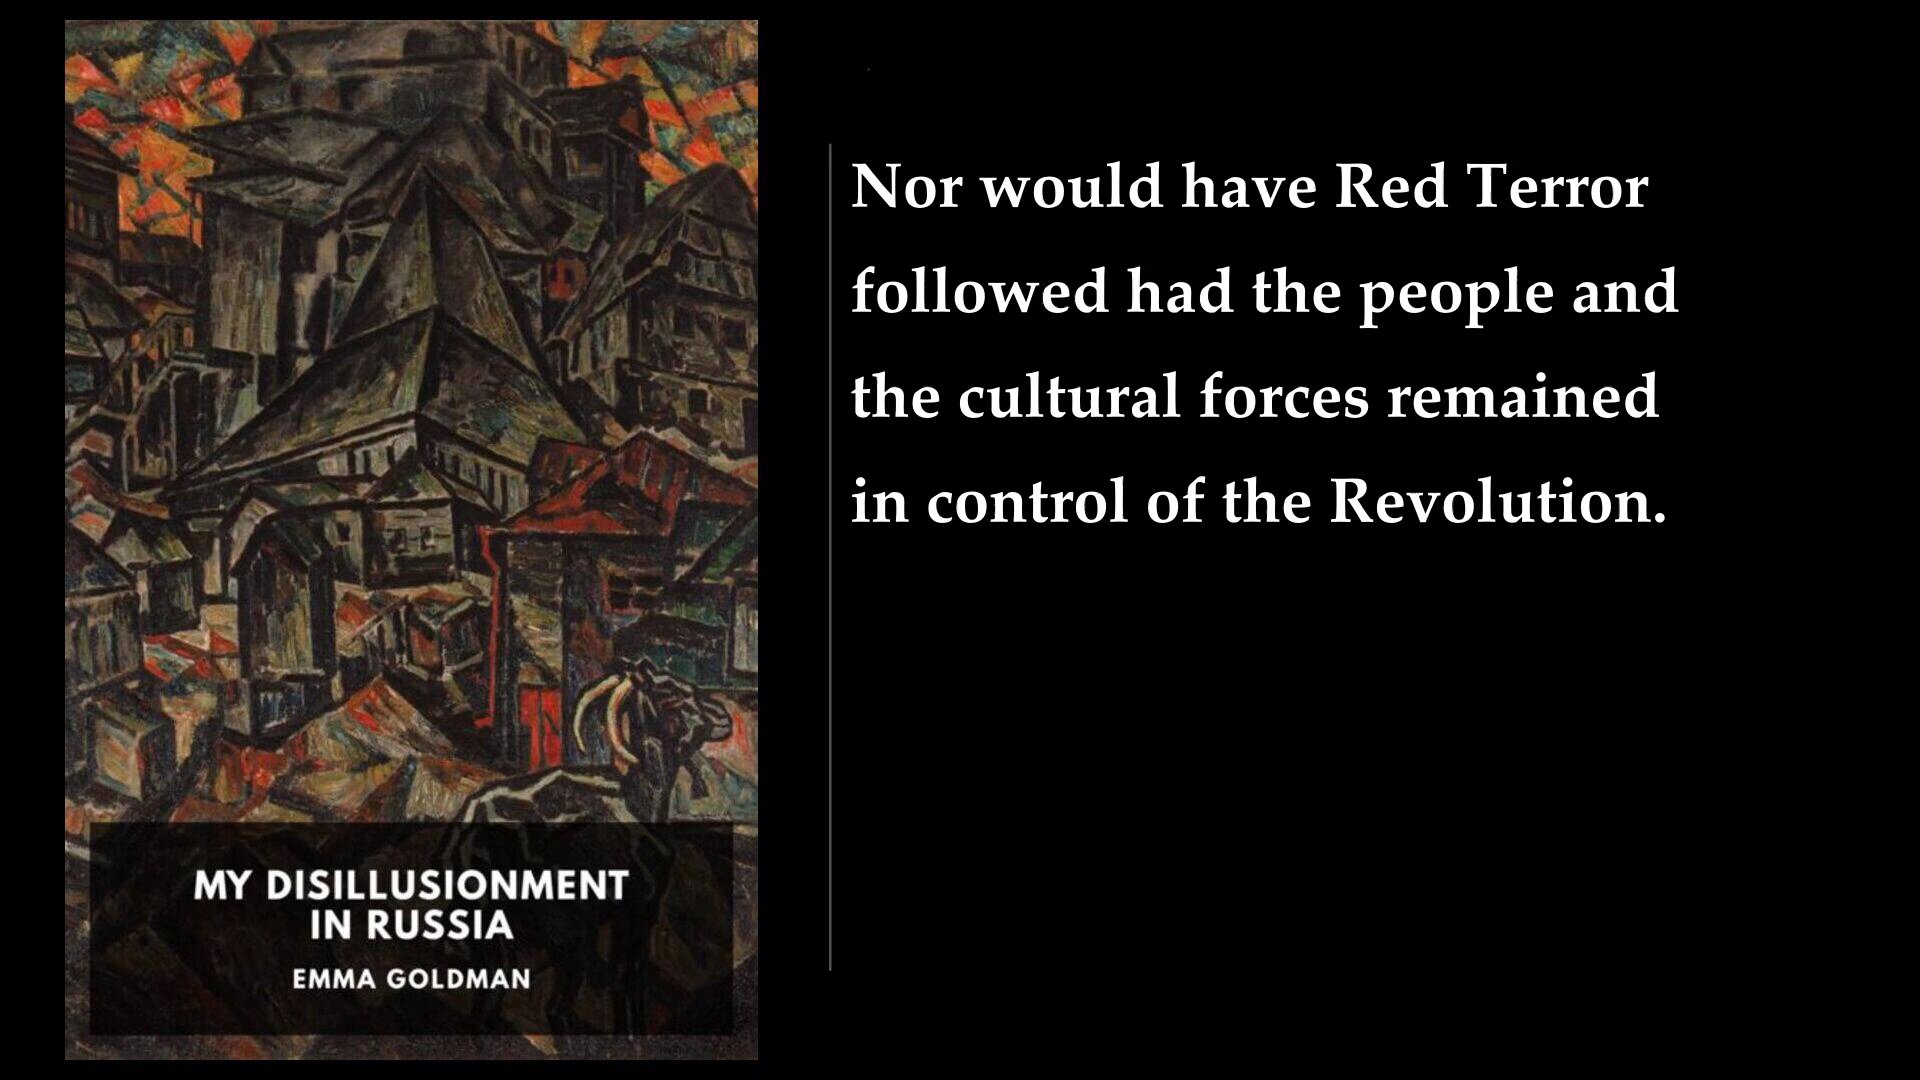 Nor would have Red Terror
followed had the people and
the cultural forces remained
in control of the Revolution.
MY DISILLUSIONMENT
IN RUSSIA
EMMA GOLDMAN